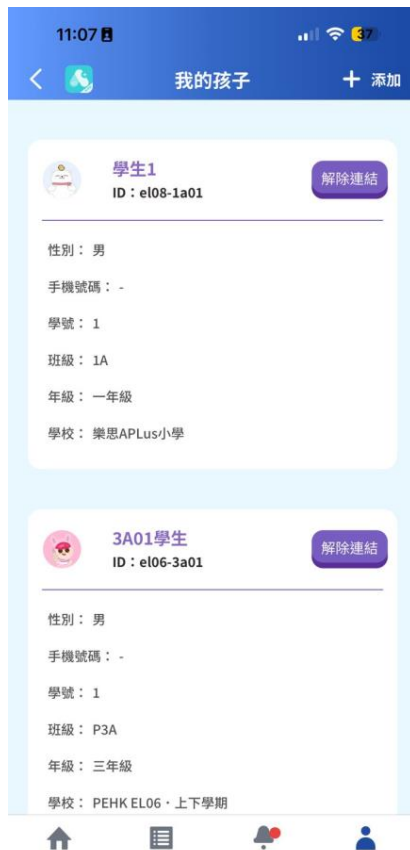 11:07 37
我的孩子 + 添加
學生1
ID：el08-1a01
解除連結
性別： 男
手機號碼： -
學號： 1
班級： 1A
年級： 一年級
學校： 樂思APLus小學
3A01學生
ID：el06-3a01
解除連結
性別： 男
手機號碼： -
學號： 1
班級： P3A
年級： 三年級
學校： PEHK EL06・上下學期